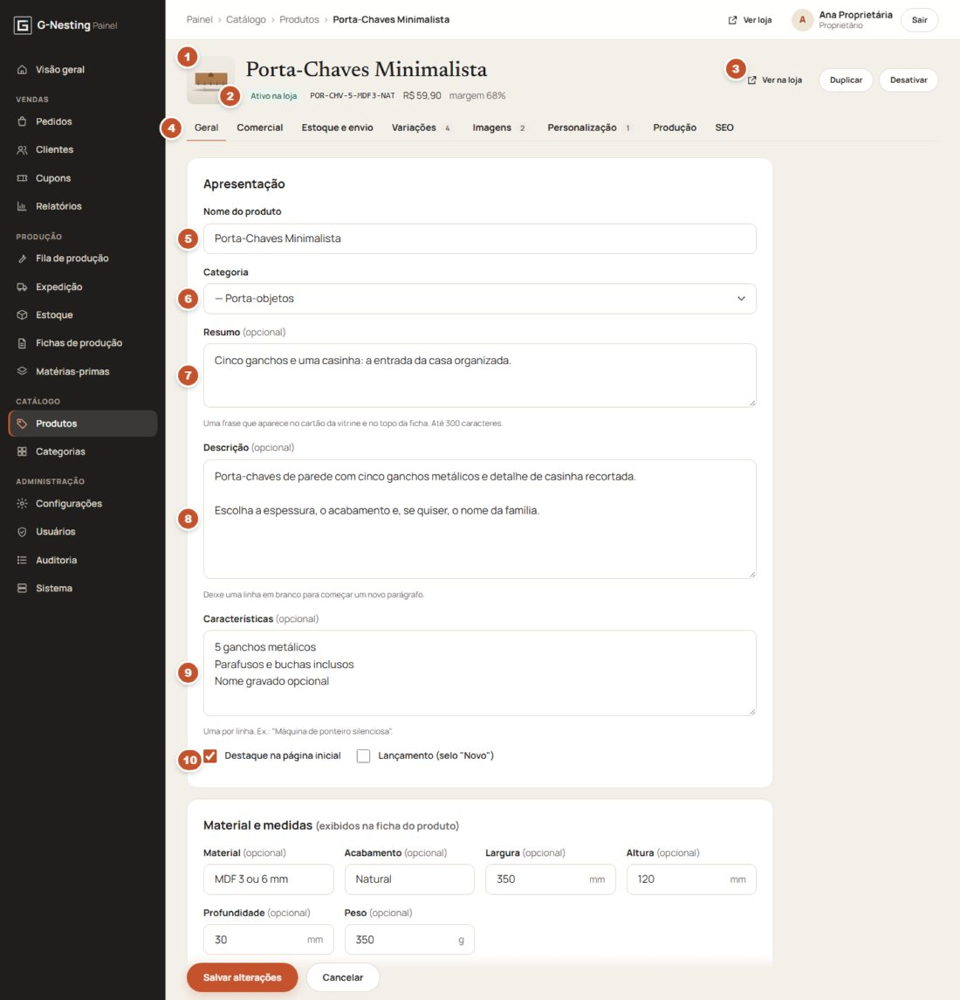 G-Nesting Painel
Visão geral
VENDAS
Pedidos
Clientes
Cupons
Relatórios
PRODUÇÃO
Fila de produção
Expedição
Estoque
Fichas de produção
Matérias-primas
CATÁLOGO
Produtos
Categorias
ADMINISTRAÇÃO
Configurações
Usuários
Auditoria
Sistema
Painel › Catálogo › Produtos › Porta-Chaves Minimalista
Ver loja
A
Ana Proprietária
Proprietário
Sair
1
Porta-Chaves Minimalista
2
Ativo na loja POR-CHV-5-MDF3-NAT R$ 59,90 margem 68%
3
Ver na loja
Duplicar
Desativar
4
Geral Comercial Estoque e envio Variações 4 Imagens 2 Personalização 1 Produção SEO
Apresentação
Nome do produto
5
Porta-Chaves Minimalista
Categoria
6
— Porta-objetos
Resumo (opcional)
7
Cinco ganchos e uma casinha: a entrada da casa organizada.
Uma frase que aparece no cartão da vitrine e no topo da ficha. Até 300 caracteres.
Descrição (opcional)
8
Porta-chaves de parede com cinco ganchos metálicos e detalhe de casinha recortada.
Escolha a espessura, o acabamento e, se quiser, o nome da família.
Deixe uma linha em branco para começar um novo parágrafo.
Características (opcional)
9
5 ganchos metálicos
Parafusos e buchas inclusos
Nome gravado opcional
Uma por linha. Ex.: "Máquina de ponteiro silenciosa".
10
Destaque na página inicial Lançamento (selo "Novo")
Material e medidas (exibidos na ficha do produto)
Material (opcional) Acabamento (opcional) Largura (opcional) Altura (opcional)
MDF 3 ou 6 mm Natural 350 mm 120 mm
Profundidade (opcional) Peso (opcional)
30 mm 350 g
Salvar alterações Cancelar